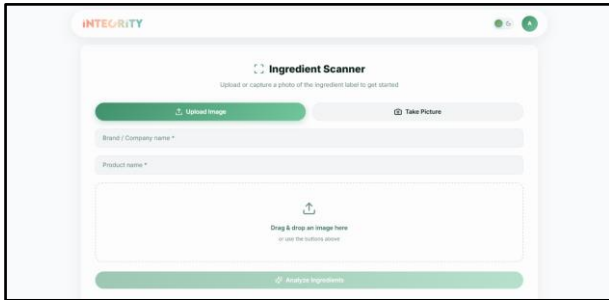 INTEGRITY
A
Ingredient Scanner
Upload or capture a photo of the ingredient label to get started
Upload Image
Take Picture
Brand / Company name *
Product name *
Drag & drop an image here
or use the buttons above
Analyze Ingredients